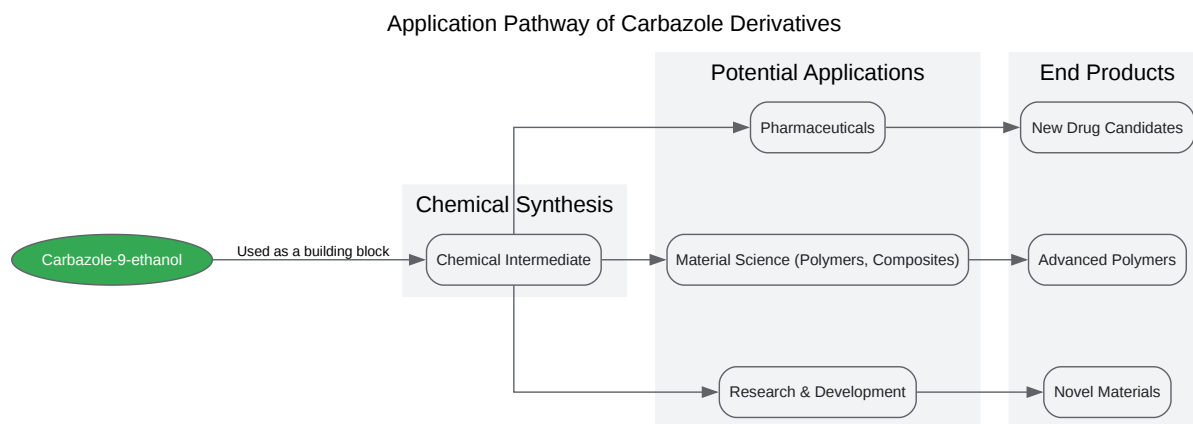 Application Pathway of Carbazole Derivatives
Potential Applications
End Products
Pharmaceuticals
New Drug Candidates
Chemical Synthesis
Carbazole-9-ethanol
Used as a building block
Chemical Intermediate
Material Science (Polymers, Composites)
Advanced Polymers
Research & Development
Novel Materials